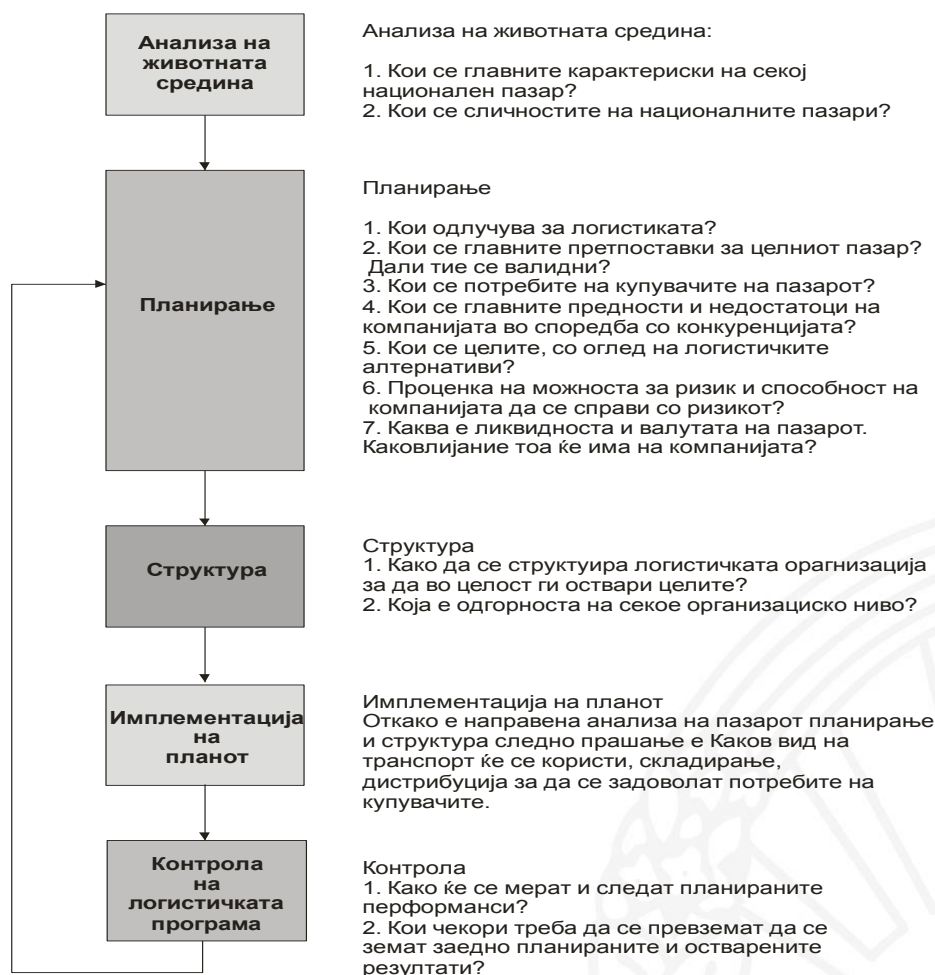 Анализа на
животната
средина
Анализа на животната средина:
1. Кои се главните карактериски на секој
национален пазар?
2. Кои се сличностите на националните пазари?
Планирање
Планирање
1. Кои одлучува за логистиката?
2. Кои се главните претпоставки за целниот пазар?
Дали тие се валидни?
3. Кои се потребите на купувачите на пазарот?
4. Кои се главните предности и недостатоци на
компанијата во споредба со конкуренцијата?
5. Кои се целите, со оглед на логистичките
алтернативи?
6. Проценка на можноста за ризик и способност на
компанијата да се справи со ризикот?
7. Каква е ликвидноста и валутата на пазарот.
Каковлијание тоа ќе има на компанијата?
Структура
Структура
1. Како да се структуира логистичката орагнизација
за да во целост ги оствари целите?
2. Која е одгорноста на секое организациско ниво?
Имплементација
на
планот
Имплементација на планот
Откако е направена анализа на пазарот планирање
и структура следно прашање е Каков вид на
транспорт ќе се користи, складирање,
дистрибуција за да се задоволат потребите на
купувачите.
Контрола
на
логистичката
програма
Контрола
1. Како ќе се мерат и следат планираните
перформанси?
2. Кои чекори треба да се превземат да се
земат заедно планираните и остварените
резултати?